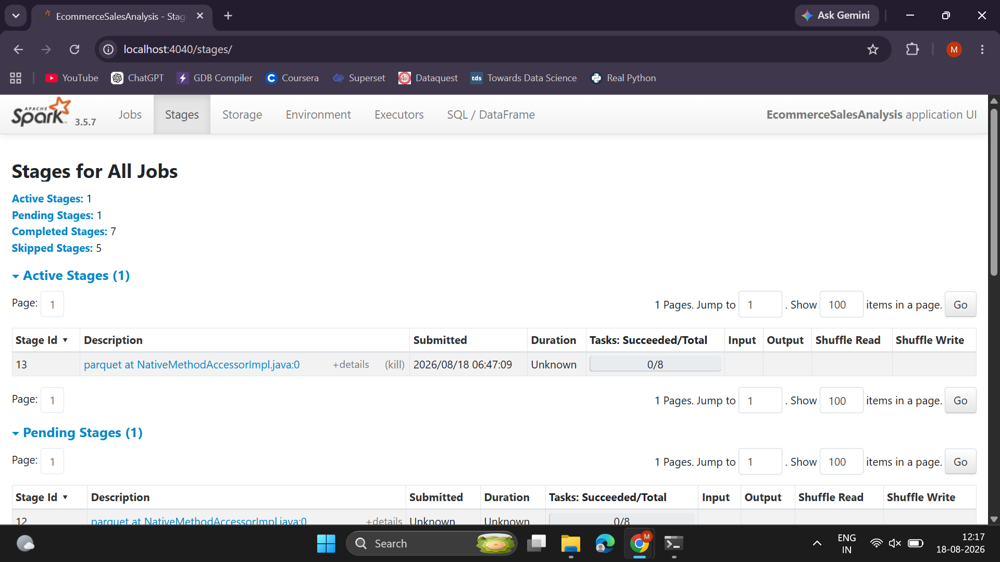 EcommerceSalesAnalysis - Stag
Ask Gemini
localhost:4040/stages/
M
YouTube
ChatGPT
GDB Compiler
Coursera
Superset
Dataquest
tds Towards Data Science
Real Python
APACHE Spark 3.5.7
Jobs
Stages
Storage
Environment
Executors
SQL / DataFrame
EcommerceSalesAnalysis application UI
Stages for All Jobs
Active Stages: 1
Pending Stages: 1
Completed Stages: 7
Skipped Stages: 5
Active Stages (1)
Page: 1
1 Pages. Jump to 1 . Show 100 items in a page. Go
Stage Id Description Submitted Duration Tasks: Succeeded/Total Input Output Shuffle Read Shuffle Write
13 parquet at NativeMethodAccessorImpl.java:0 +details (kill) 2026/08/18 06:47:09 Unknown 0/8
Page: 1
1 Pages. Jump to 1 . Show 100 items in a page. Go
Pending Stages (1)
Page: 1
1 Pages. Jump to 1 . Show 100 items in a page. Go
Stage Id Description Submitted Duration Tasks: Succeeded/Total Input Output Shuffle Read Shuffle Write
12 parquet at NativeMethodAccessorImpl.java:0 +details Unknown Unknown 0/8
Search
M
ENG
IN
12:17
18-08-2026